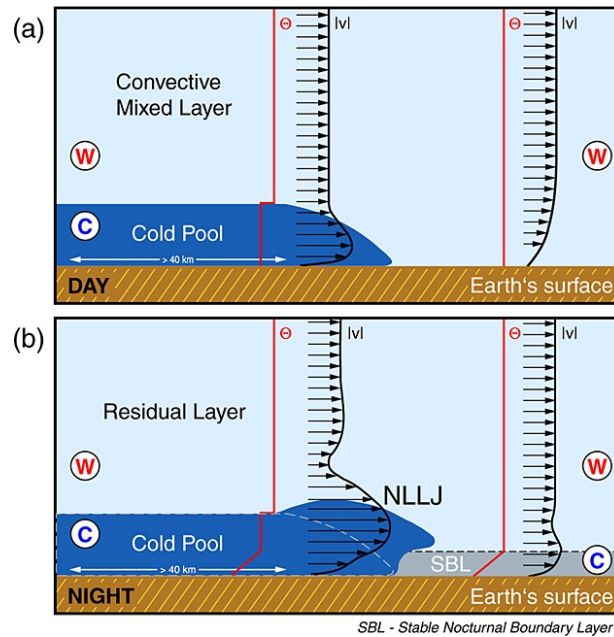 (a)
Θ
|v|
Θ
|v|
Convective
Mixed Layer
W
W
C
Cold Pool
> 40 km
DAY
Earth's surface
(b)
Θ
|v|
Θ
|v|
Residual Layer
W
W
NLLJ
C
Cold Pool
C
SBL
> 40 km
NIGHT
Earth's surface
SBL - Stable Nocturnal Boundary Layer